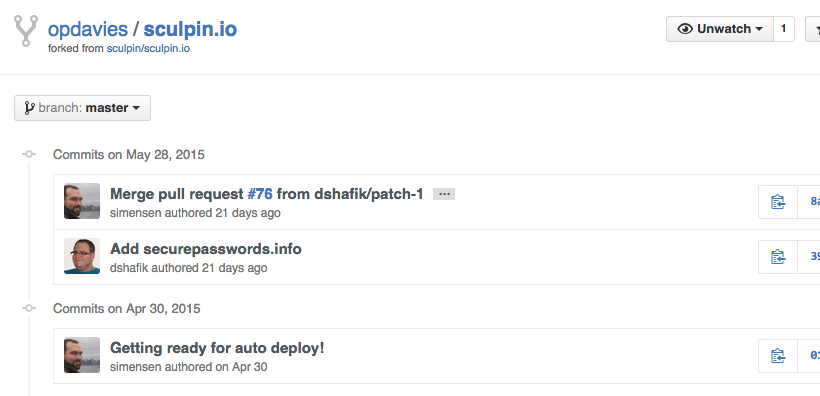 opdavies / sculpin.io
forked from sculpin/sculpin.io
Unwatch 1
branch: master
Commits on May 28, 2015
Merge pull request #76 from dshafik/patch-1 ...
simensen authored 21 days ago
8a
Add securepasswords.info
dshafik authored 21 days ago
39
Commits on Apr 30, 2015
Getting ready for auto deploy!
simensen authored on Apr 30